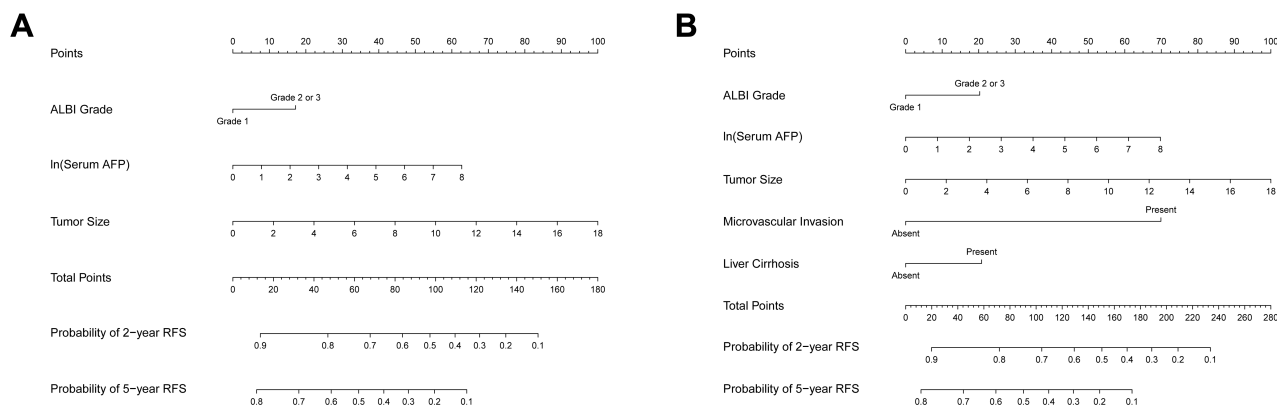 A
Points
0 10 20 30 40 50 60 70 80 90 100
ALBI Grade
Grade 2 or 3
Grade 1
ln(Serum AFP)
0 1 2 3 4 5 6 7 8
Tumor Size
0 2 4 6 8 10 12 14 16 18
Total Points
0 20 40 60 80 100 120 140 160 180
Probability of 2−year RFS
0.9 0.8 0.7 0.6 0.5 0.4 0.3 0.2 0.1
Probability of 5−year RFS
0.8 0.7 0.6 0.5 0.4 0.3 0.2 0.1
B
Points
0 10 20 30 40 50 60 70 80 90 100
ALBI Grade
Grade 2 or 3
Grade 1
ln(Serum AFP)
0 1 2 3 4 5 6 7 8
Tumor Size
0 2 4 6 8 10 12 14 16 18
Microvascular Invasion
Present
Absent
Liver Cirrhosis
Present
Absent
Total Points
0 20 40 60 80 100 120 140 160 180 200 220 240 260 280
Probability of 2−year RFS
0.9 0.8 0.7 0.6 0.5 0.4 0.3 0.2 0.1
Probability of 5−year RFS
0.8 0.7 0.6 0.5 0.4 0.3 0.2 0.1